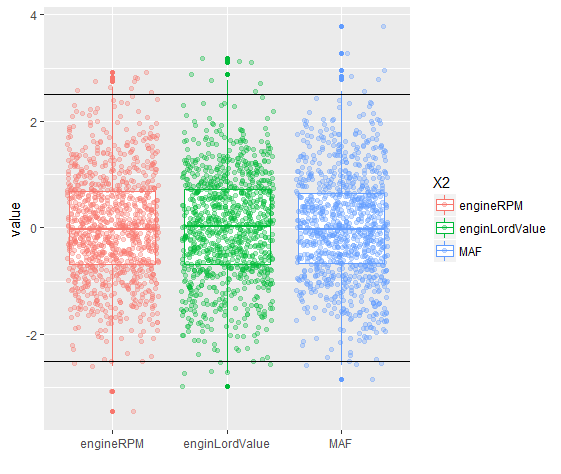 4
2
0
-2
value
engineRPM
enginLordValue
MAF
X2
engineRPM
enginLordValue
MAF